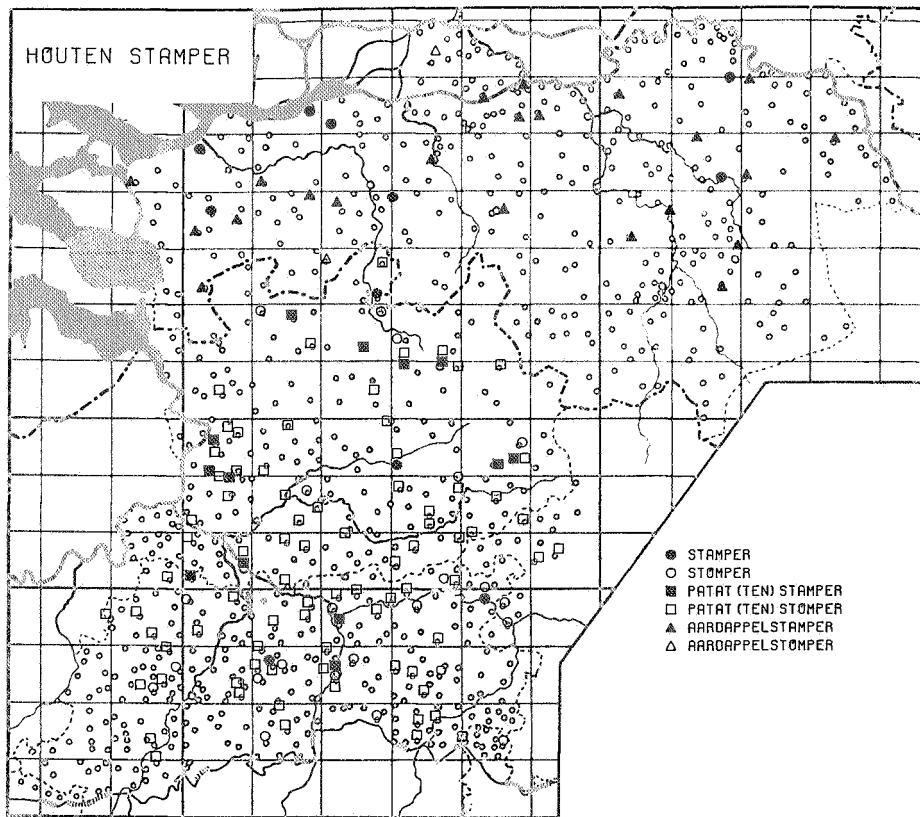 HOUTEN STAMPER
STAMPER
STOMPER
PATAT(TEN)STAMPER
PATAT(TEN)STOMPER
AARDAPPELSTAMPER
AARDAPPELSTOMPER